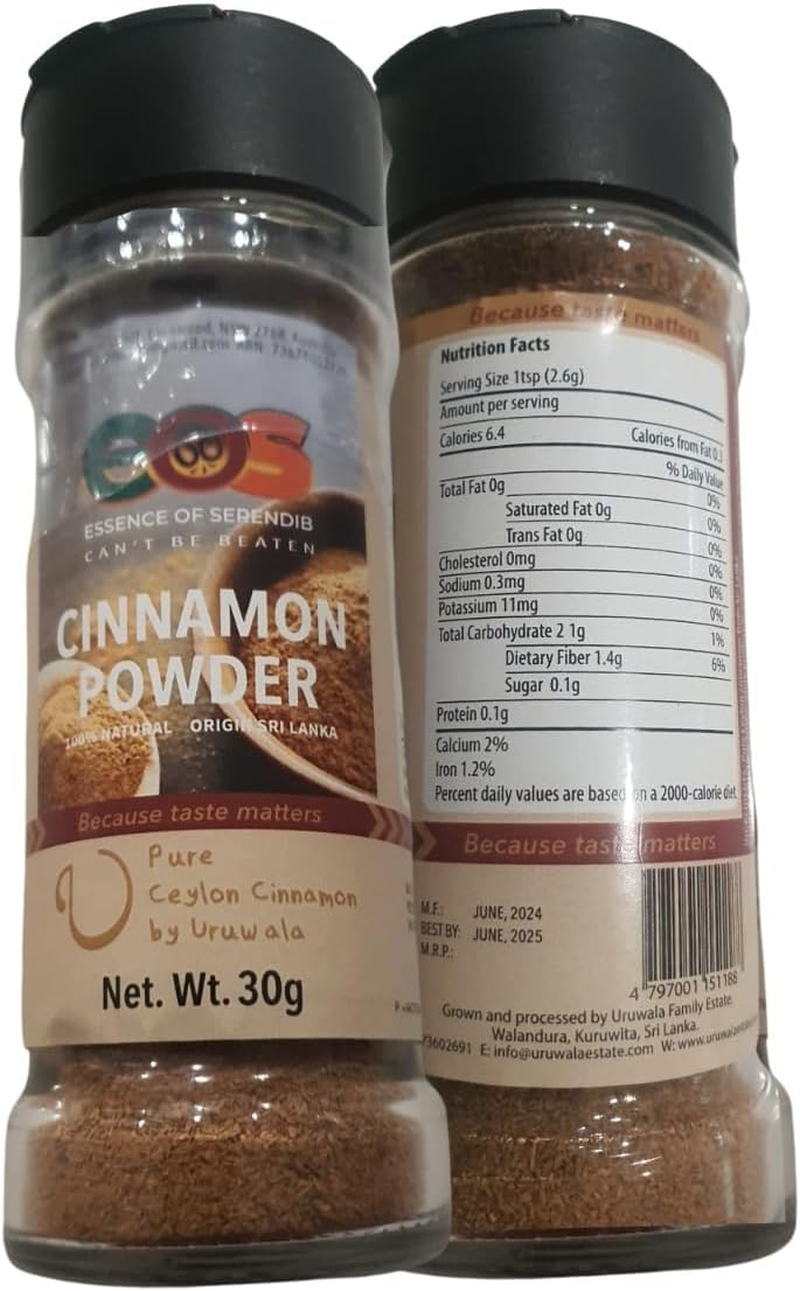 NSW 2768,
eos
ESSENCE OF SERENDIB
CAN'T BE BEATEN
CINNAMON
POWDER
100% NATURAL ORIGIN SRI LANKA
Because taste matters
Pure
Ceylon Cinnamon
by Uruwala
Net. Wt. 30g
Because taste matters
Nutrition Facts
Serving Size 1tsp (2.6g)
Amount per serving
Calories 6.4 Calories from Fat 0.3
% Daily Value
Total Fat 0g 0%
Saturated Fat 0g 0%
Trans Fat 0g 0%
Cholesterol 0mg 0%
Sodium 0.3mg 0%
Potassium 11mg 0%
Total Carbohydrate 2 1g 1%
Dietary Fiber 1.4g 6%
Sugar 0.1g
Protein 0.1g
Calcium 2%
Iron 1.2%
Percent daily values are based on a 2000-calorie diet.
Because taste matters
M.F.: JUNE, 2024
BEST BY: JUNE, 2025
M.R.P.:
4 797001 151188
Grown and processed by Uruwala Family Estate.
Walandura, Kuruwita, Sri Lanka.
73602691 E: info@uruwalaestate.com W: